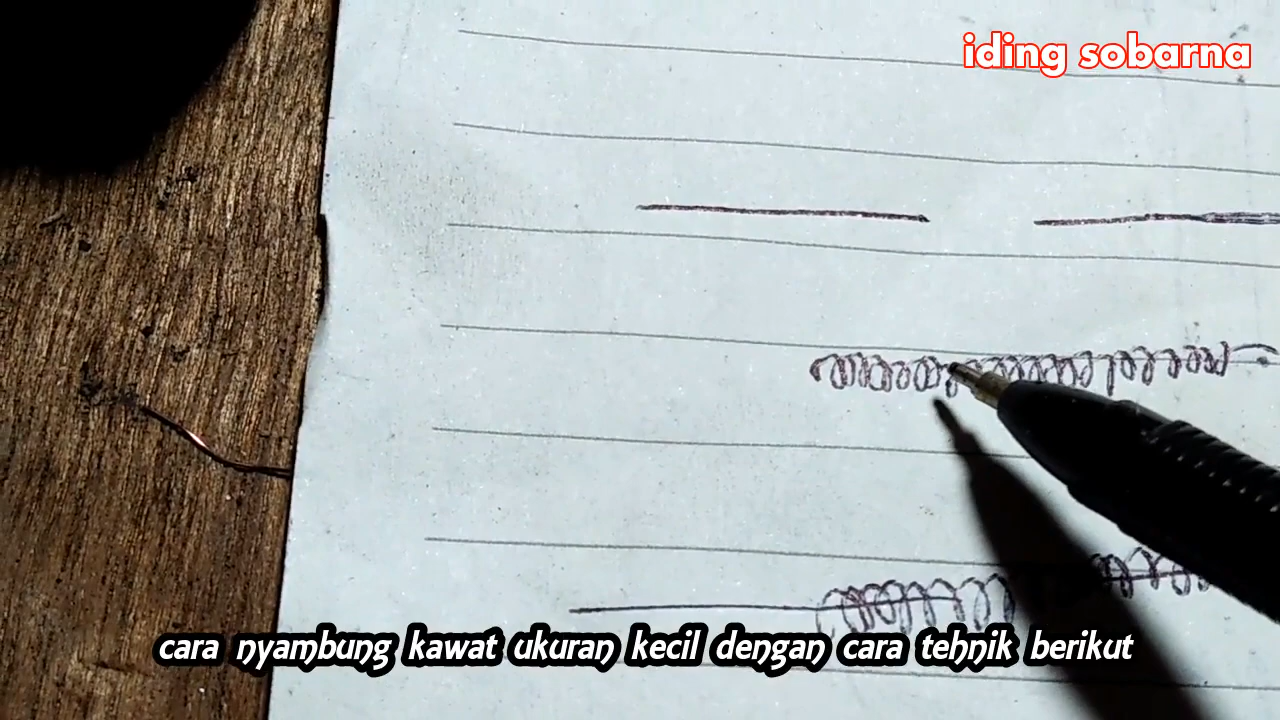 iding sobarna
cara nyambung kawat ukuran kecil dengan cara tehnik berikut